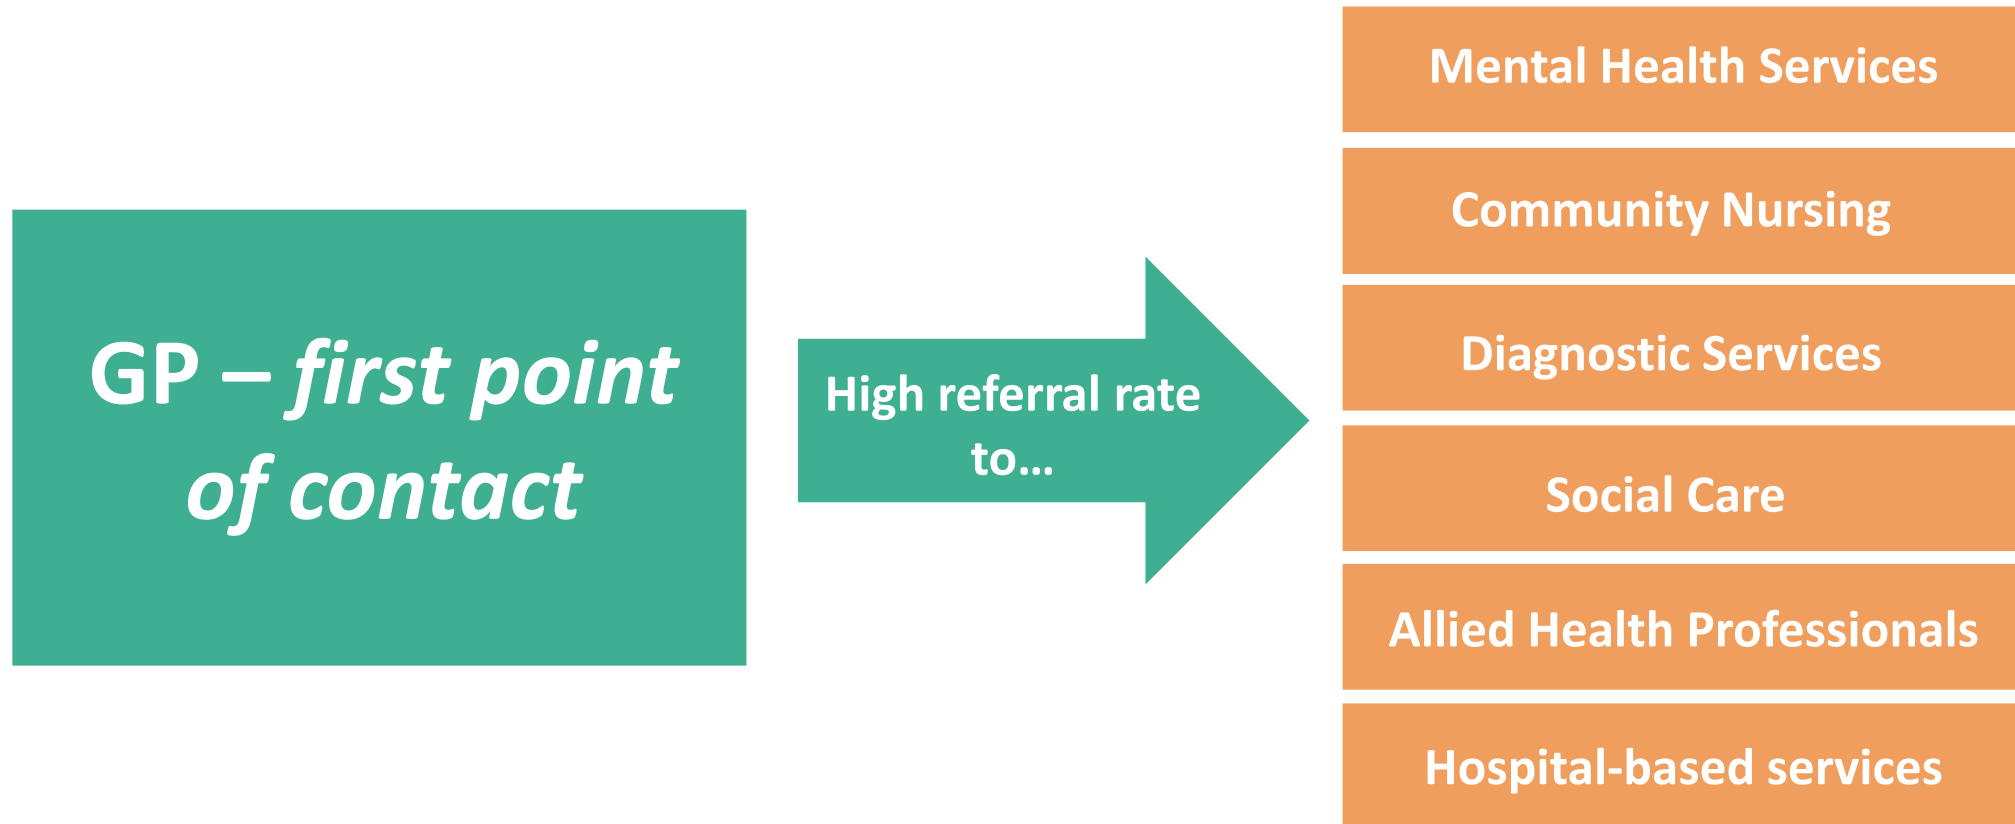 GP – first point
of contact
High referral rate
to…
Mental Health Services
Community Nursing
Diagnostic Services
Social Care
Allied Health Professionals
Hospital-based services